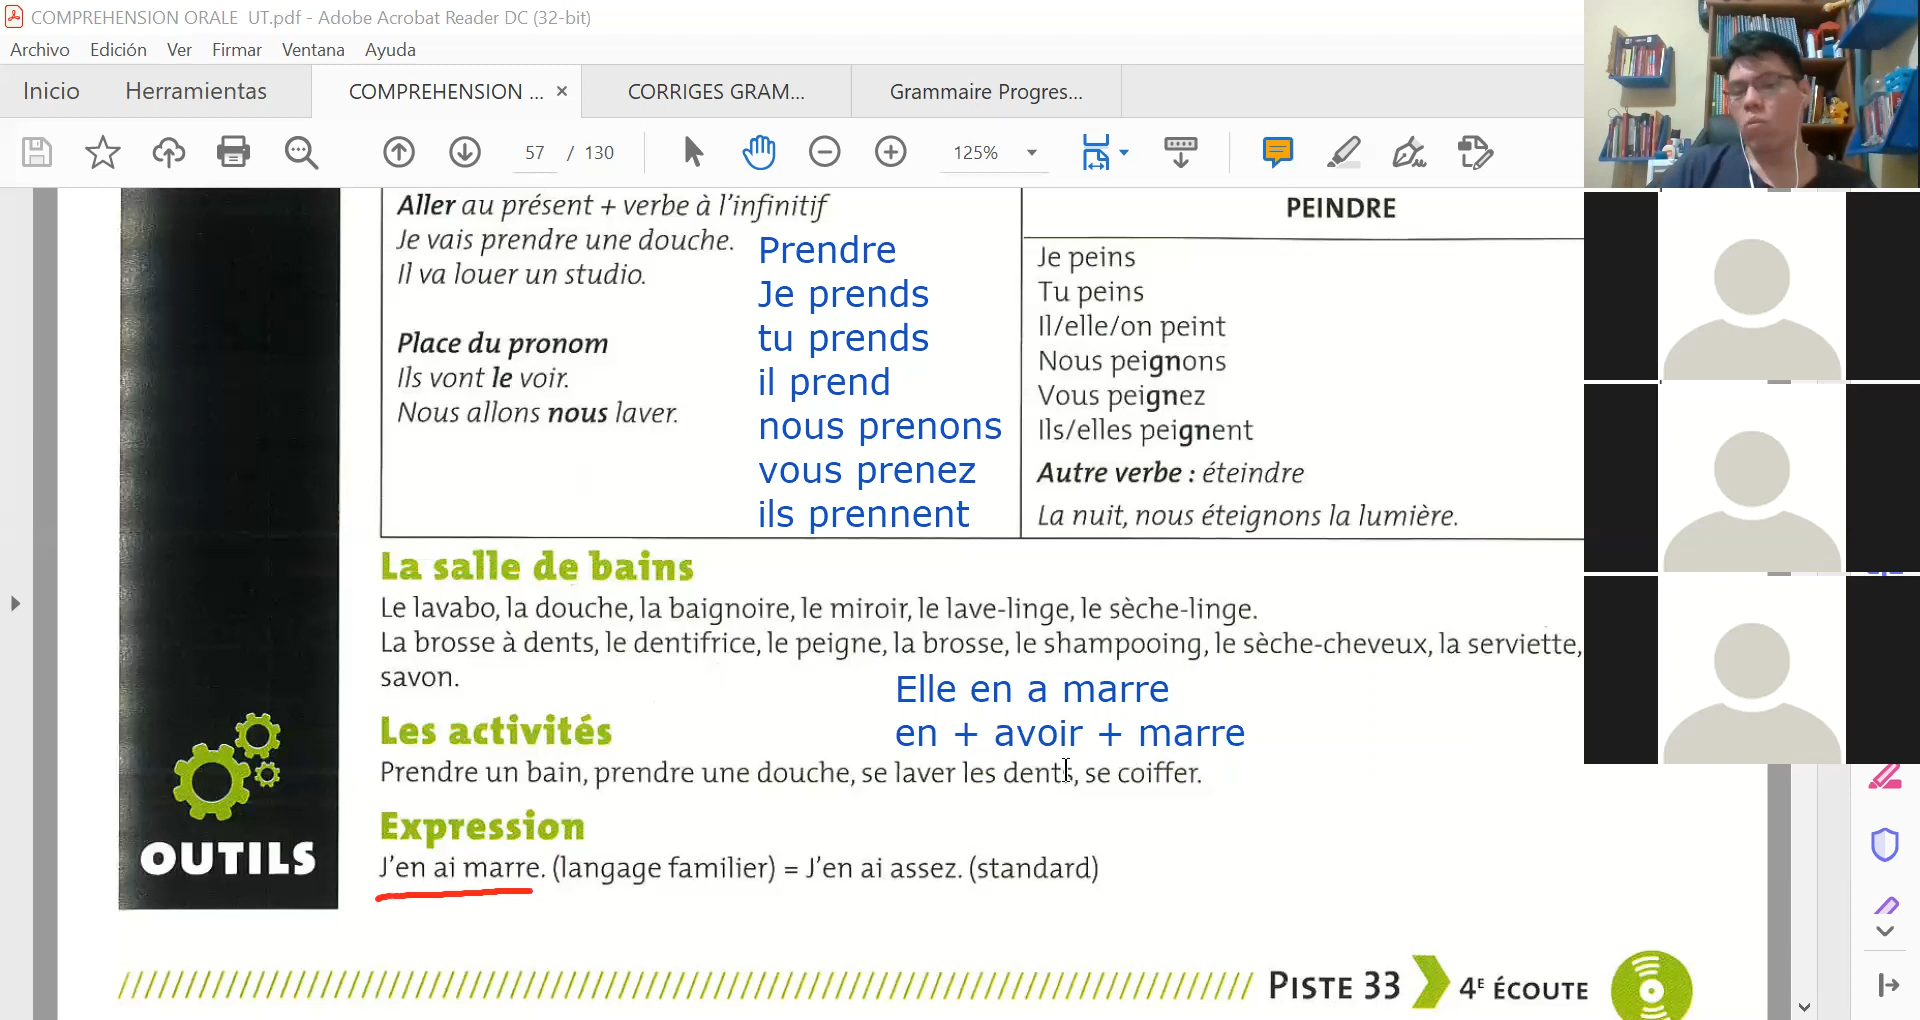 COMPREHENSION ORALE UT.pdf - Adobe Acrobat Reader DC (32-bit)
Archivo Edición Ver Firmar Ventana Ayuda
Inicio Herramientas COMPREHENSION ... × CORRIGES GRAM... Grammaire Progres...
57 / 130 125%
Aller au présent + verbe à l'infinitif
Je vais prendre une douche.
Il va louer un studio.
Place du pronom
Ils vont le voir.
Nous allons nous laver.
Prendre
Je prends
tu prends
il prend
nous prenons
vous prenez
ils prennent
PEINDRE
Je peins
Tu peins
Il/elle/on peint
Nous peignons
Vous peignez
Ils/elles peignent
Autre verbe : éteindre
La nuit, nous éteignons la lumière.
La salle de bains
Le lavabo, la douche, la baignoire, le miroir, le lave-linge, le sèche-linge.
La brosse à dents, le dentifrice, le peigne, la brosse, le shampooing, le sèche-cheveux, la serviette,
savon.
Elle en a marre
en + avoir + marre
Les activités
Prendre un bain, prendre une douche, se laver les dents, se coiffer.
Expression
J'en ai marre. (langage familier) = J'en ai assez. (standard)
OUTILS
PISTE 33 4E ÉCOUTE